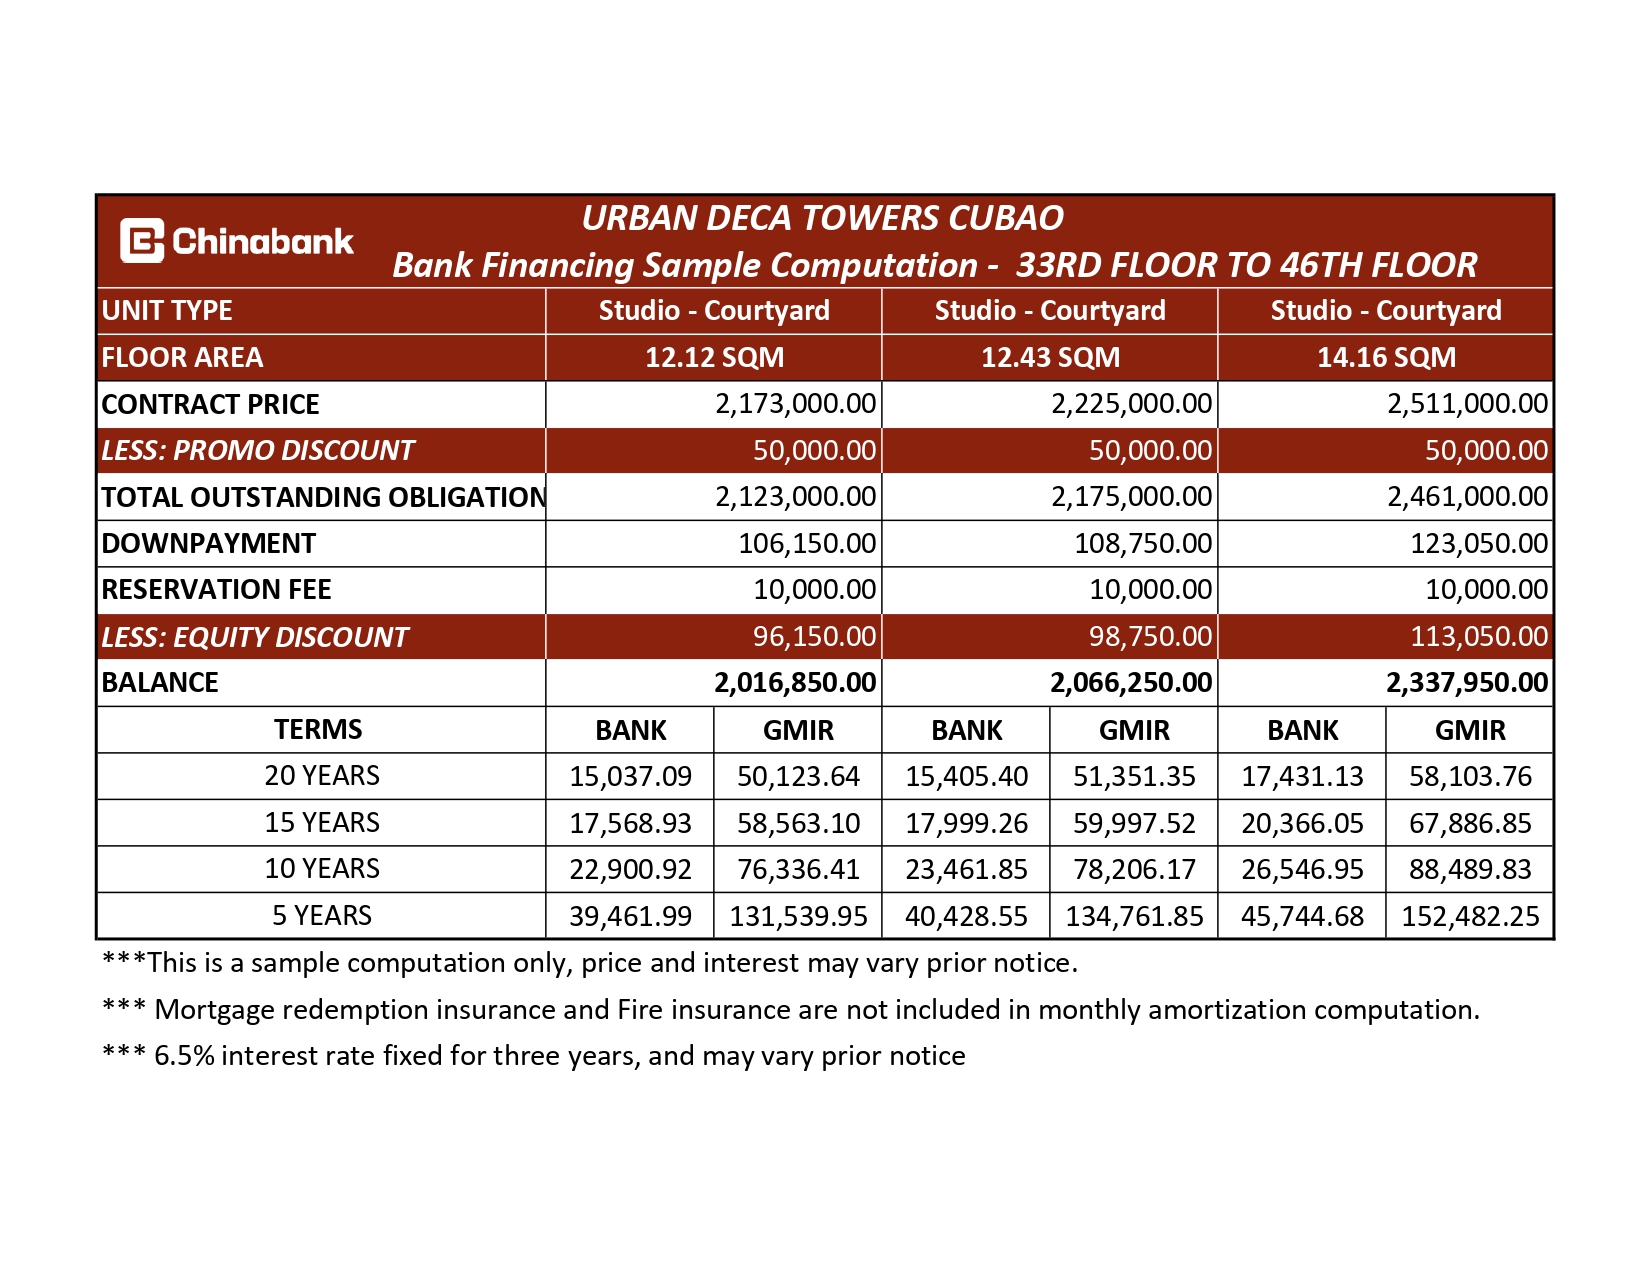 Chinabank
URBAN DECA TOWERS CUBAO
Bank Financing Sample Computation - 33RD FLOOR TO 46TH FLOOR
UNIT TYPE Studio - Courtyard Studio - Courtyard Studio - Courtyard
FLOOR AREA 12.12 SQM 12.43 SQM 14.16 SQM
CONTRACT PRICE 2,173,000.00 2,225,000.00 2,511,000.00
LESS: PROMO DISCOUNT 50,000.00 50,000.00 50,000.00
TOTAL OUTSTANDING OBLIGATION 2,123,000.00 2,175,000.00 2,461,000.00
DOWNPAYMENT 106,150.00 108,750.00 123,050.00
RESERVATION FEE 10,000.00 10,000.00 10,000.00
LESS: EQUITY DISCOUNT 96,150.00 98,750.00 113,050.00
BALANCE 2,016,850.00 2,066,250.00 2,337,950.00
TERMS BANK GMIR BANK GMIR BANK GMIR
20 YEARS 15,037.09 50,123.64 15,405.40 51,351.35 17,431.13 58,103.76
15 YEARS 17,568.93 58,563.10 17,999.26 59,997.52 20,366.05 67,886.85
10 YEARS 22,900.92 76,336.41 23,461.85 78,206.17 26,546.95 88,489.83
5 YEARS 39,461.99 131,539.95 40,428.55 134,761.85 45,744.68 152,482.25
***This is a sample computation only, price and interest may vary prior notice.
*** Mortgage redemption insurance and Fire insurance are not included in monthly amortization computation.
*** 6.5% interest rate fixed for three years, and may vary prior notice